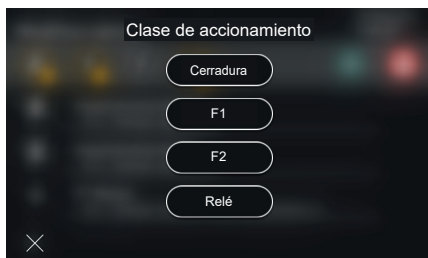 Clase de accionamiento
Cerradura
F1
F2
Relé